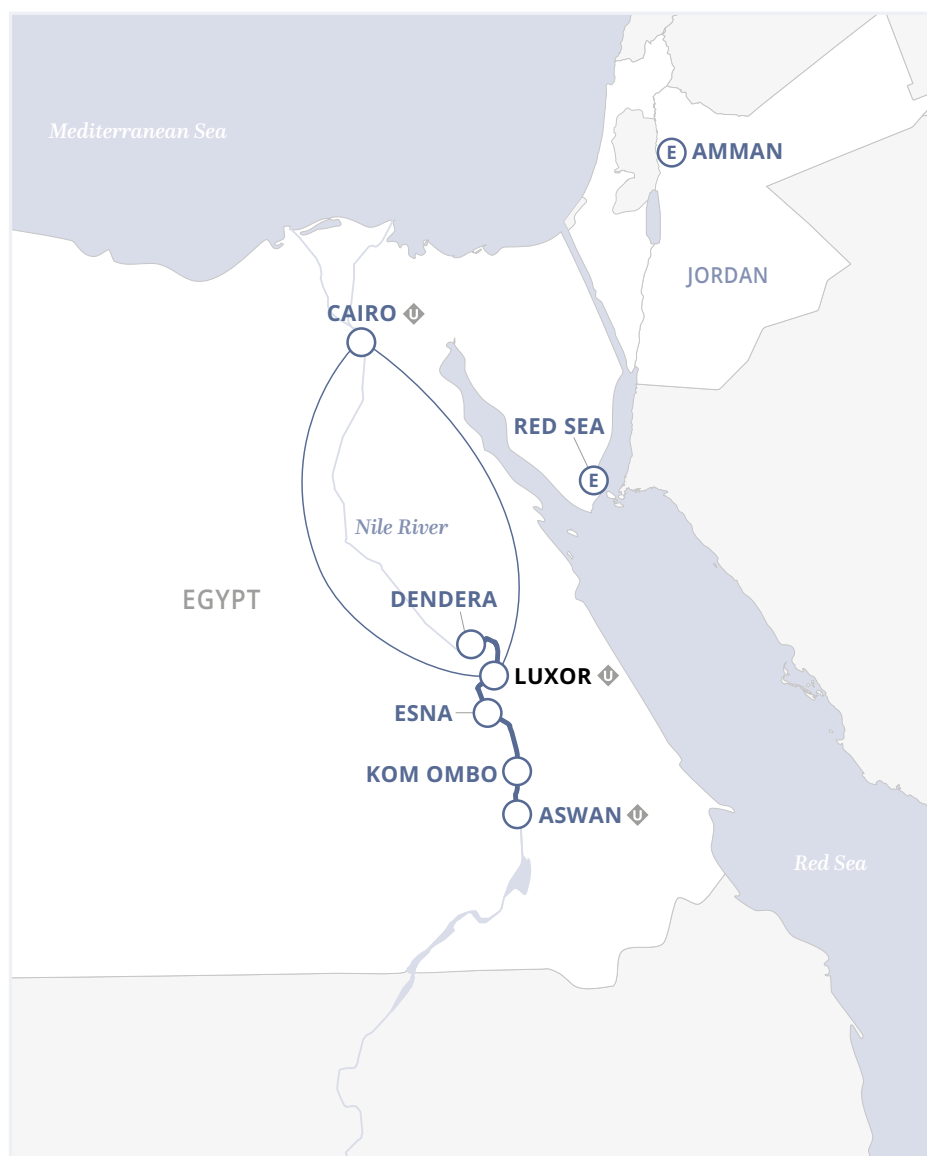 Mediterranean Sea
E AMMAN
JORDAN
CAIRO U
RED SEA
E
Nile River
EGYPT
DENDERA
LUXOR U
ESNA
KOM OMBO
ASWAN U
Red Sea